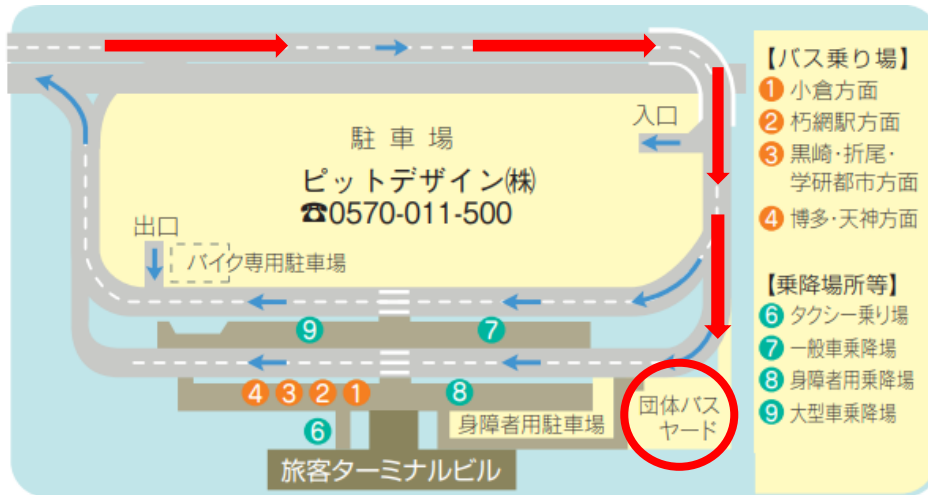 駐車場
ピットデザイン㈱
☎0570-011-500
入口
出口
バイク専用駐車場
9
7
4 3 2 1
8
6
身障者用駐車場
団体バス
ヤード
旅客ターミナルビル
【バス乗り場】
1 小倉方面
2 朽網駅方面
3 黒崎・折尾・
学研都市方面
4 博多・天神方面
【乗降場所等】
6 タクシー乗り場
7 一般車乗降場
8 身障者用乗降場
9 大型車乗降場